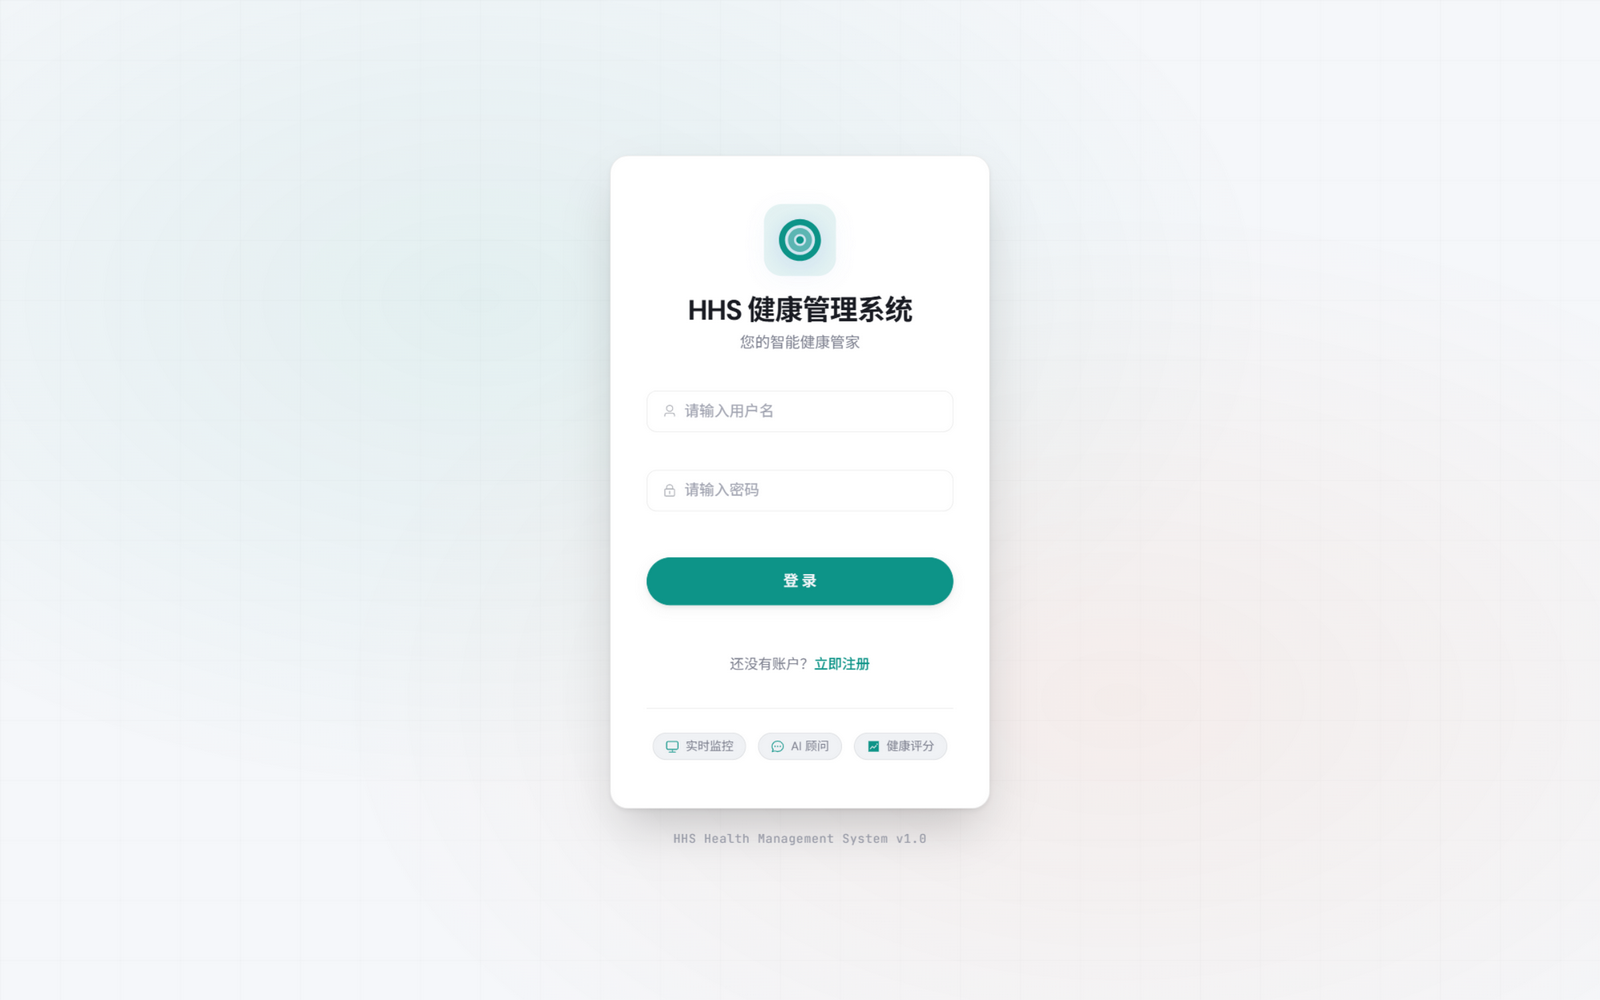 HHS 健康管理系统
您的智能健康管家
请输入用户名
请输入密码
登录
还没有账户？立即注册
实时监控 AI 顾问 健康评分
HHS Health Management System v1.0